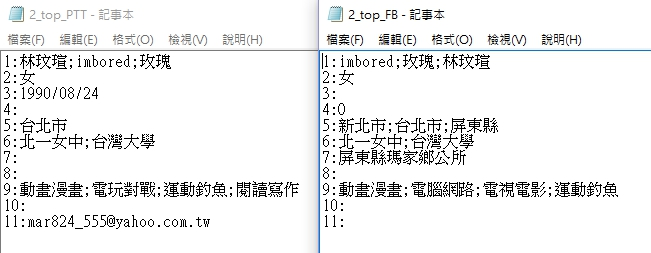 2_top_PTT - 記事本
檔案(F) 編輯(E) 格式(O) 檢視(V) 說明(H)
1:林玟瑄;imbored;玫瑰
2:女
3:1990/08/24
4:
5:台北市
6:北一女中;台灣大學
7:
8:
9:動畫漫畫;電玩對戰;運動釣魚;閱讀寫作
10:
11:mar824_555@yahoo.com.tw
2_top_FB - 記事本
檔案(F) 編輯(E) 格式(O) 檢視(V) 說明(H)
1:imbored;玫瑰;林玟瑄
2:女
3:
4:O
5:新北市;台北市;屏東縣
6:北一女中;台灣大學
7:屏東縣瑪家鄉公所
8:
9:動畫漫畫;電腦網路;電視電影;運動釣魚
10:
11: